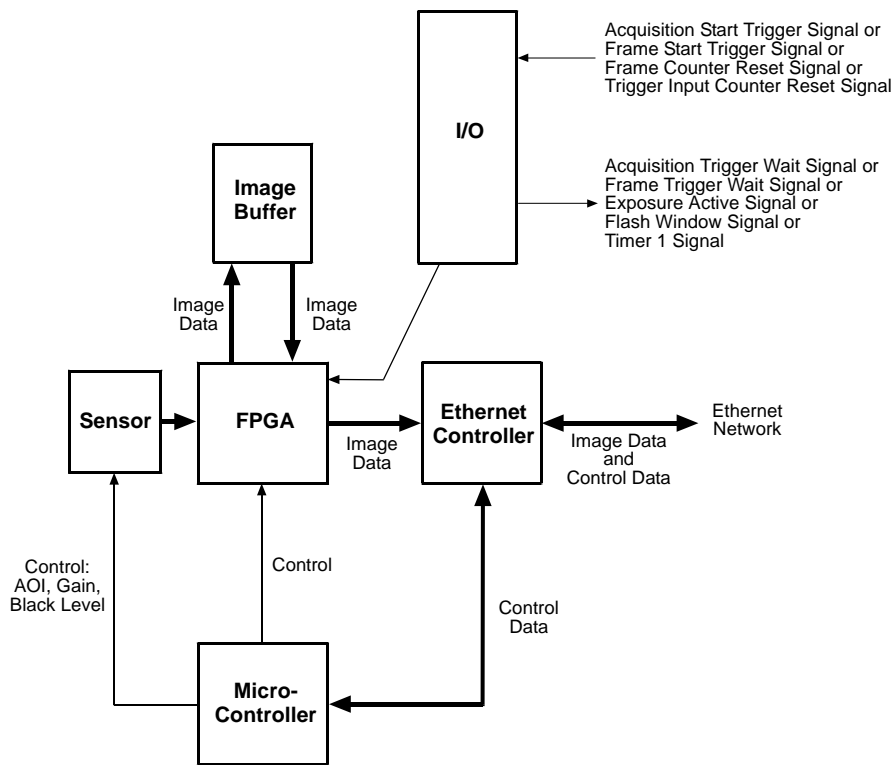 Acquisition Start Trigger Signal or
Frame Start Trigger Signal or
Frame Counter Reset Signal or
Trigger Input Counter Reset Signal
I/O
Acquisition Trigger Wait Signal or
Frame Trigger Wait Signal or
Exposure Active Signal or
Flash Window Signal or
Timer 1 Signal
Image
Buffer
Image
Data
Image
Data
Sensor
FPGA
Image
Data
Ethernet
Controller
Image Data
and
Control Data
Ethernet
Network
Control:
AOI, Gain,
Black Level
Control
Control
Data
Micro-
Controller